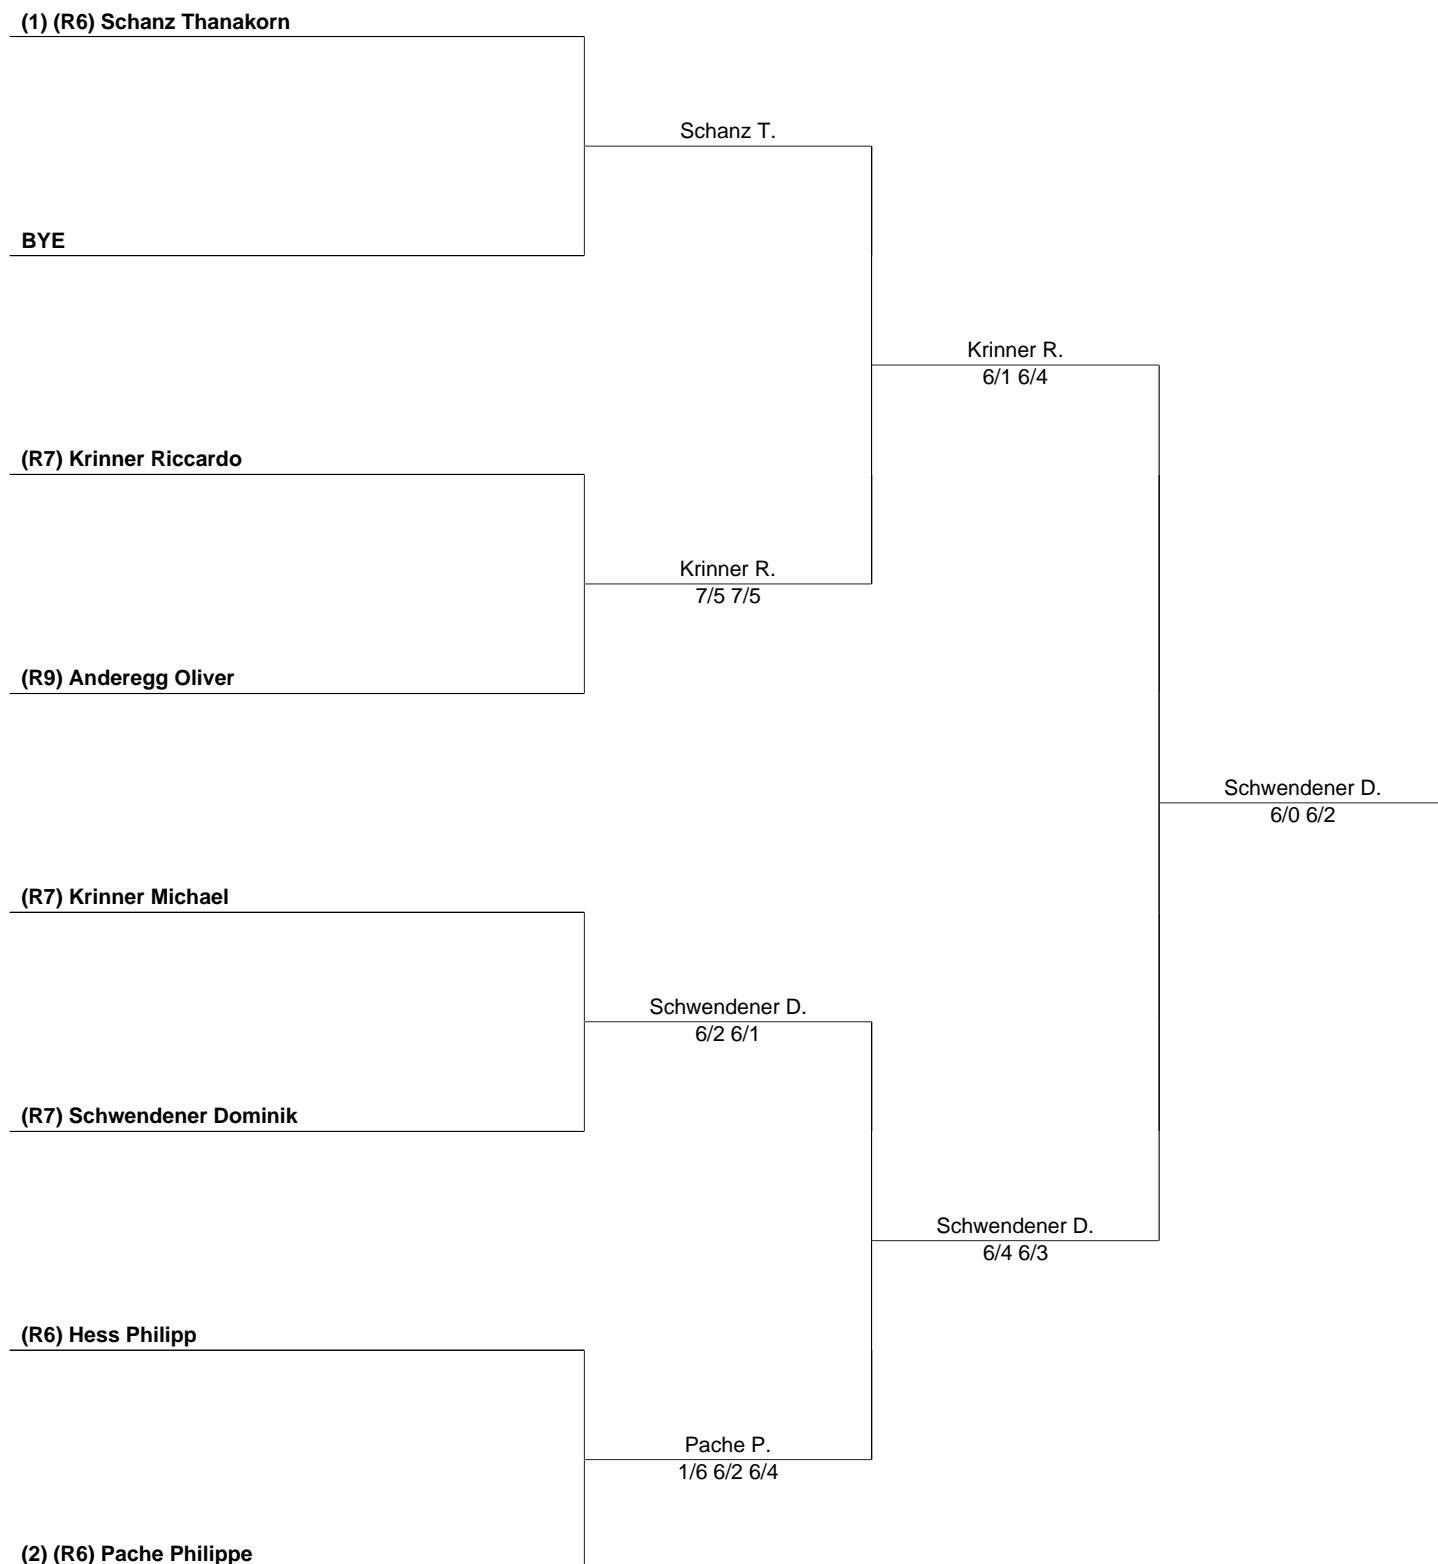 (1) (R6) Schanz Thanakorn
Schanz T.
BYE
Krinner R.
6/1 6/4
(R7) Krinner Riccardo
Krinner R.
7/5 7/5
(R9) Anderegg Oliver
Schwendener D.
6/0 6/2
(R7) Krinner Michael
Schwendener D.
6/2 6/1
(R7) Schwendener Dominik
Schwendener D.
6/4 6/3
(R6) Hess Philipp
Pache P.
1/6 6/2 6/4
(2) (R6) Pache Philippe